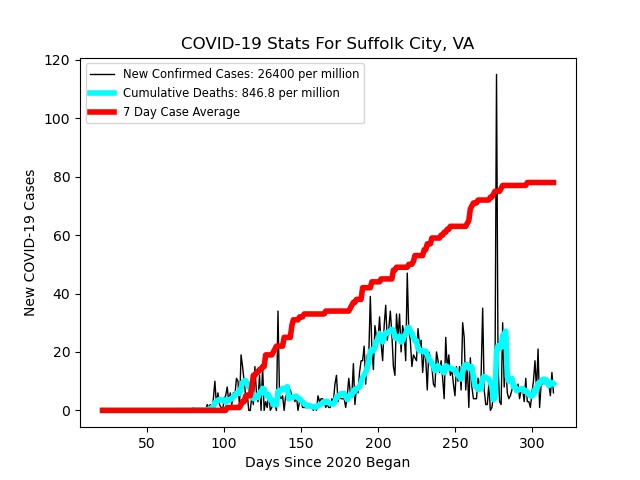 COVID-19 Stats For Suffolk City, VA
New Confirmed Cases: 26400 per million
Cumulative Deaths: 846.8 per million
7 Day Case Average
New COVID-19 Cases
120
100
80
60
40
20
0
50 100 150 200 250 300
Days Since 2020 Began